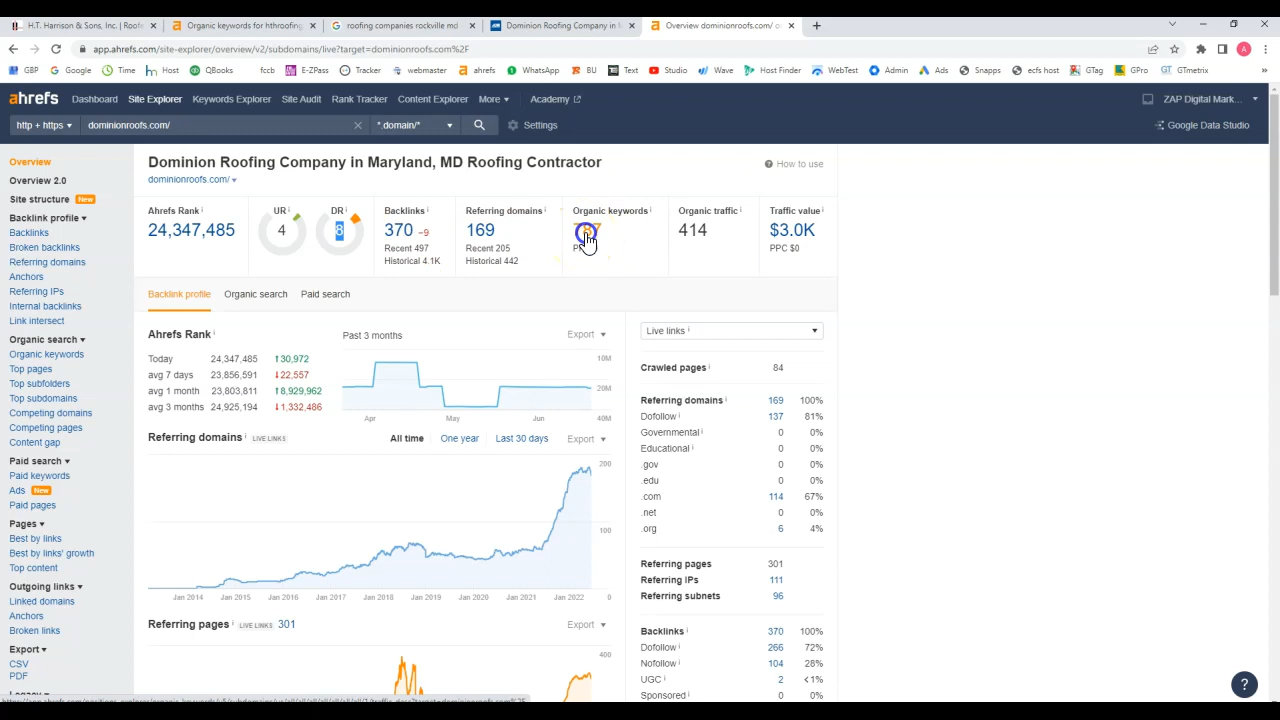 H.T. Harrison & Sons, Inc. | Roofe
Organic keywords for hthroofing.
roofing companies rockville md
Dominion Roofing Company in M
Overview dominionroofs.com/ o
app.ahrefs.com/site-explorer/overview/v2/subdomains/live?target=dominionroofs.com%2F
GBP Google Time Host QBooks fccb E-ZPass Tracker webmaster ahrefs WhatsApp BU Text Studio Wave Host Finder WebTest Admin Ads Snapps ecfs host GTag GPro GTmetrix »
ahrefs Dashboard Site Explorer Keywords Explorer Site Audit Rank Tracker Content Explorer More Academy ZAP Digital Mark...
http + https dominionroofs.com/ *.domain/* Settings Google Data Studio
Overview
Overview 2.0
Site structure New
Backlink profile
Backlinks
Broken backlinks
Referring domains
Anchors
Referring IPs
Internal backlinks
Link intersect
Organic search
Organic keywords
Top pages
Top subfolders
Top subdomains
Competing domains
Competing pages
Content gap
Paid search
Paid keywords
Ads New
Paid pages
Pages
Best by links
Best by links' growth
Top content
Outgoing links
Linked domains
Anchors
Broken links
Export
CSV
PDF
Dominion Roofing Company in Maryland, MD Roofing Contractor
How to use
dominionroofs.com/
Ahrefs Rank UR DR Backlinks Referring domains Organic keywords Organic traffic Traffic value
24,347,485 4 8 370 -9 169 414 $3.0K
Recent 497 Recent 205 PPC $0
Historical 4.1K Historical 442
Backlink profile Organic search Paid search
Ahrefs Rank
Past 3 months
Export
Today 24,347,485 ↑30,972
avg 7 days 23,856,591 ↓22,557
avg 1 month 23,803,811 ↑8,929,962
avg 3 months 24,925,194 ↓1,332,486
10M
20M
40M
Apr May Jun
Referring domains LIVE LINKS
All time One year Last 30 days Export
200
100
0
Jan 2014 Jan 2015 Jan 2016 Jan 2017 Jan 2018 Jan 2019 Jan 2020 Jan 2021 Jan 2022
Referring pages LIVE LINKS 301
Export
400
Live links
Crawled pages 84
Referring domains 169 100%
Dofollow 137 81%
Governmental 0 0%
Educational 0 0%
.gov 0 0%
.edu 0 0%
.com 114 67%
.net 0 0%
.org 6 4%
Referring pages 301
Referring IPs 111
Referring subnets 96
Backlinks 370 100%
Dofollow 266 72%
Nofollow 104 28%
UGC 2 <1%
Sponsored 0 0%
?